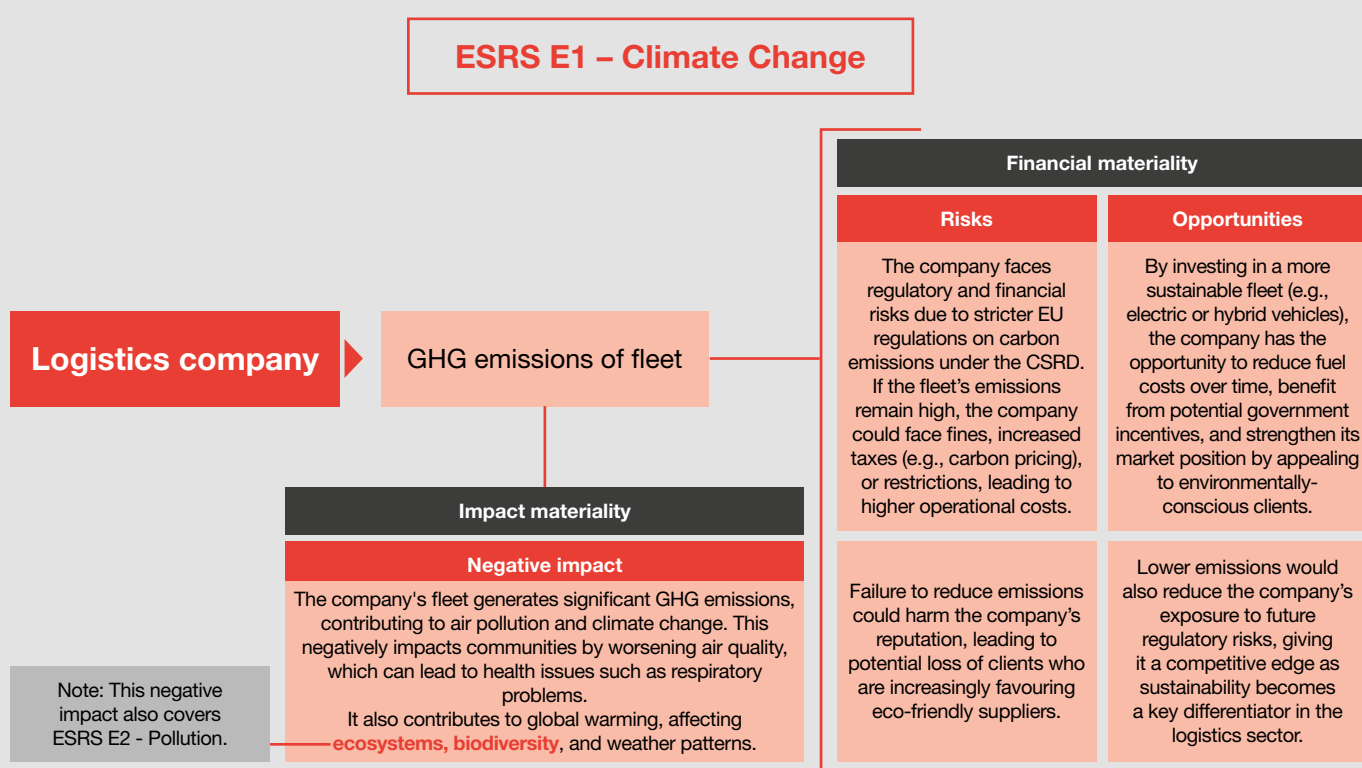 ESRS E1 – Climate Change
Logistics company
GHG emissions of fleet
Impact materiality
Negative impact
The company's fleet generates significant GHG emissions,
contributing to air pollution and climate change. This
negatively impacts communities by worsening air quality,
which can lead to health issues such as respiratory
problems.
It also contributes to global warming, affecting
ecosystems, biodiversity, and weather patterns.
Note: This negative
impact also covers
ESRS E2 - Pollution.
Financial materiality
Risks
The company faces
regulatory and financial
risks due to stricter EU
regulations on carbon
emissions under the CSRD.
If the fleet’s emissions
remain high, the company
could face fines, increased
taxes (e.g., carbon pricing),
or restrictions, leading to
higher operational costs.
Failure to reduce emissions
could harm the company’s
reputation, leading to
potential loss of clients who
are increasingly favouring
eco-friendly suppliers.
Opportunities
By investing in a more
sustainable fleet (e.g.,
electric or hybrid vehicles),
the company has the
opportunity to reduce fuel
costs over time, benefit
from potential government
incentives, and strengthen its
market position by appealing
to environmentally-
conscious clients.
Lower emissions would
also reduce the company’s
exposure to future
regulatory risks, giving
it a competitive edge as
sustainability becomes
a key differentiator in the
logistics sector.